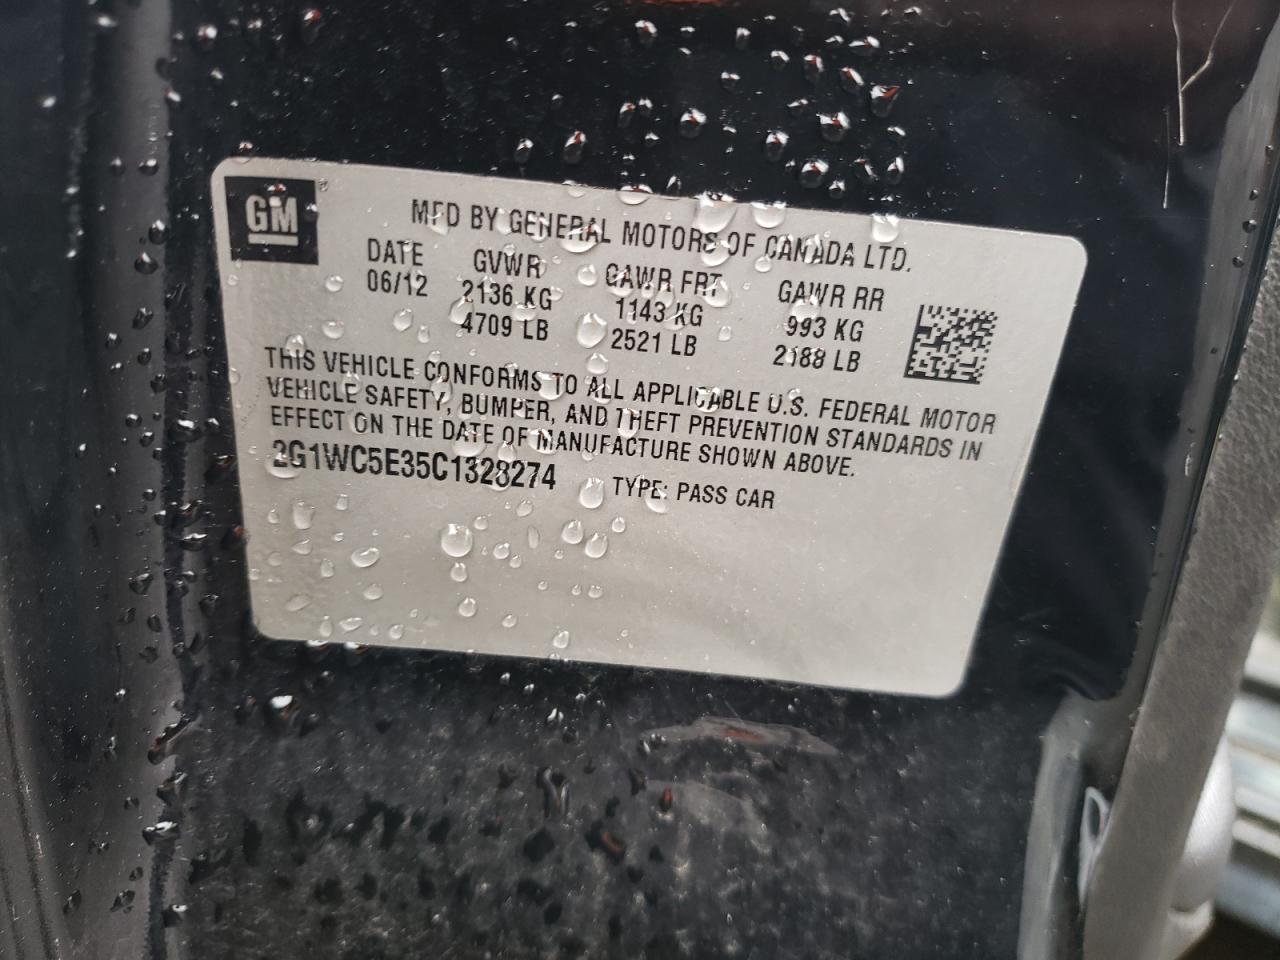 GM
MFD BY GENERAL MOTORS OF CANADA LTD.
DATE GVWR GAWR FRT GAWR RR
06/12 2136 KG 1143 KG 993 KG
4709 LB 2521 LB 2188 LB
THIS VEHICLE CONFORMS TO ALL APPLICABLE U.S. FEDERAL MOTOR
VEHICLE SAFETY, BUMPER, AND THEFT PREVENTION STANDARDS IN
EFFECT ON THE DATE OF MANUFACTURE SHOWN ABOVE.
2G1WC5E35C1328274 TYPE: PASS CAR